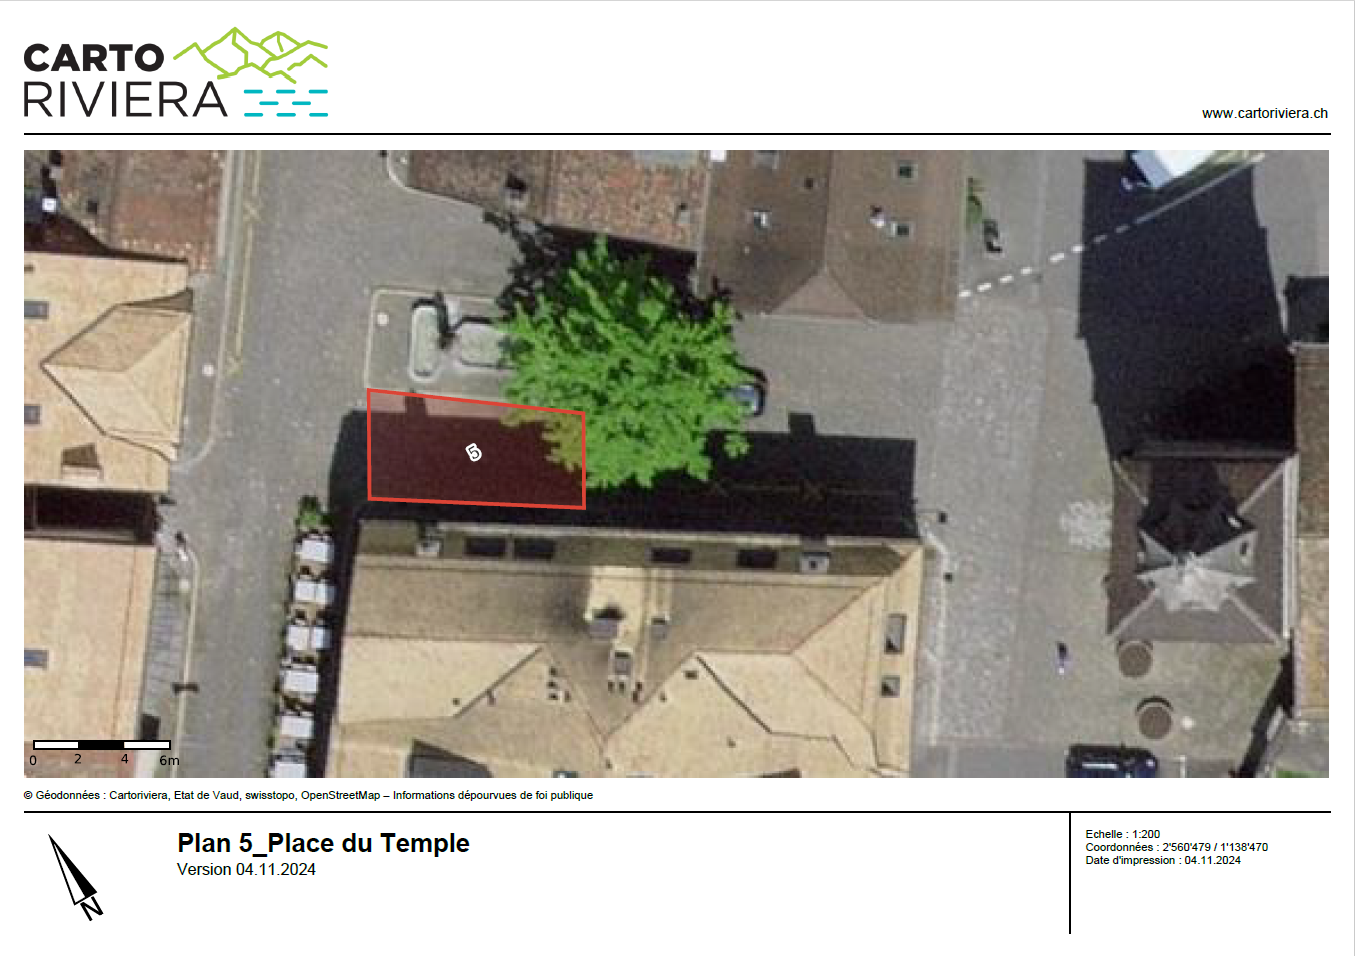 CARTO
RIVIERA
www.cartoriviera.ch
5
0 2 4 6m
© Géodonnées : Cartoriviera, Etat de Vaud, swisstopo, OpenStreetMap – Informations dépourvues de foi publique
N
Plan 5_Place du Temple
Version 04.11.2024
Echelle : 1:200
Coordonnées : 2'560'479 / 1'138'470
Date d'impression : 04.11.2024